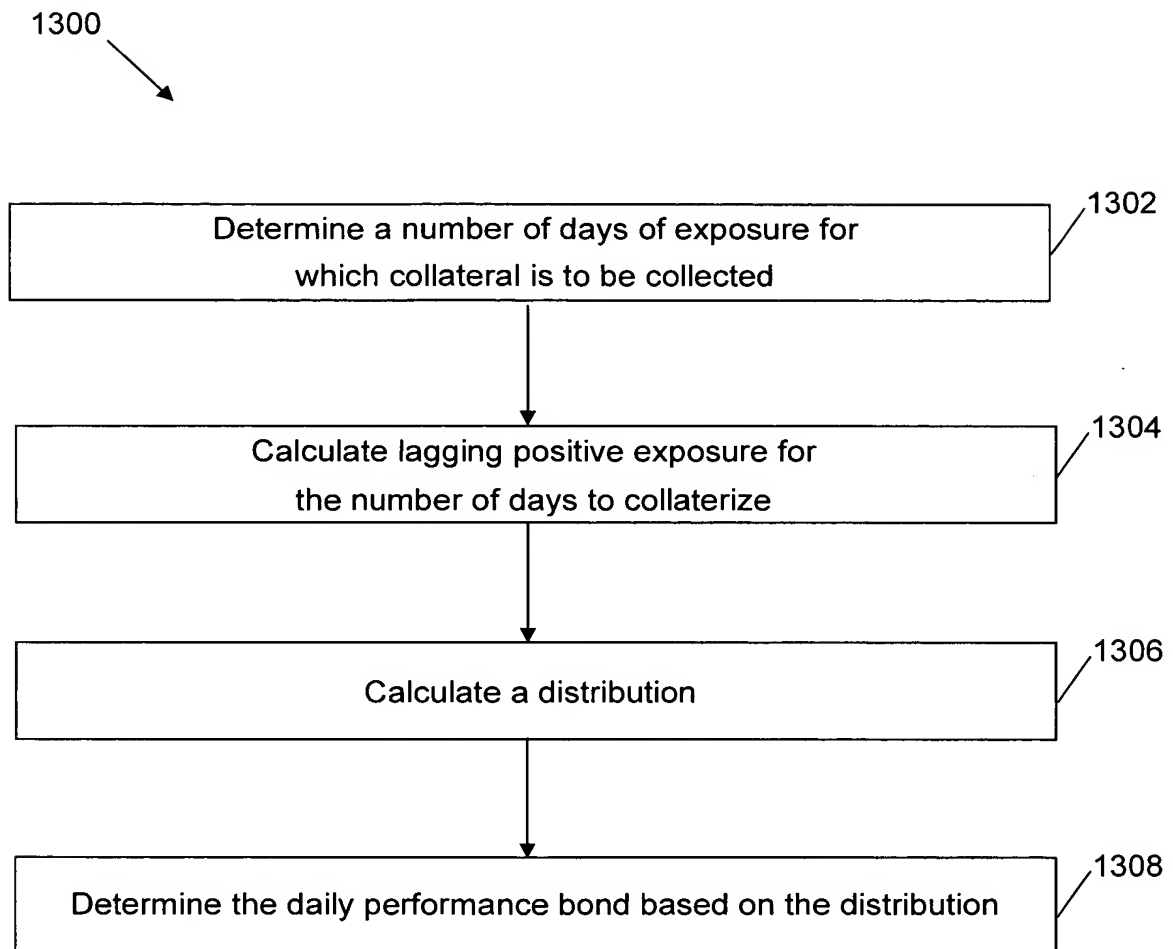 1300
Determine a number of days of exposure for
which collateral is to be collected
1302
Calculate lagging positive exposure for
the number of days to collaterize
1304
Calculate a distribution
1306
Determine the daily performance bond based on the distribution
1308